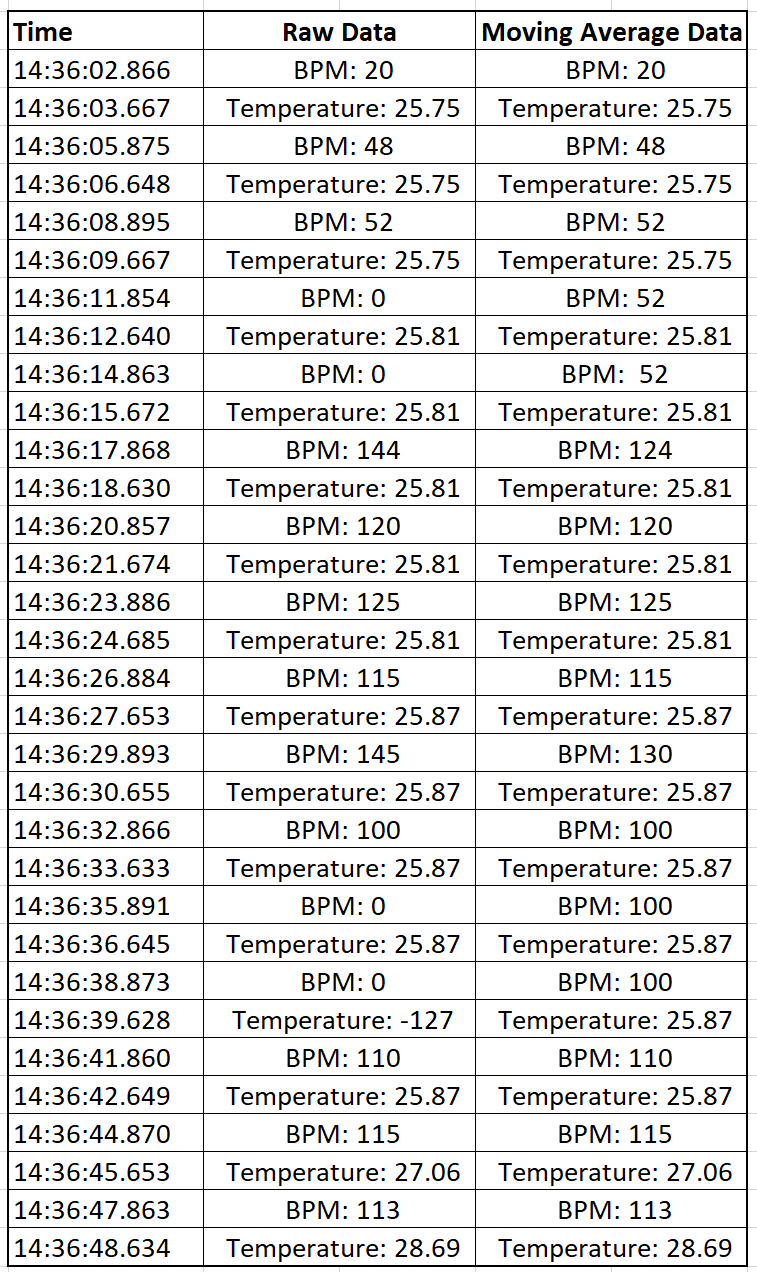 Time Raw Data Moving Average Data
14:36:02.866 BPM: 20 BPM: 20
14:36:03.667 Temperature: 25.75 Temperature: 25.75
14:36:05.875 BPM: 48 BPM: 48
14:36:06.648 Temperature: 25.75 Temperature: 25.75
14:36:08.895 BPM: 52 BPM: 52
14:36:09.667 Temperature: 25.75 Temperature: 25.75
14:36:11.854 BPM: 0 BPM: 52
14:36:12.640 Temperature: 25.81 Temperature: 25.81
14:36:14.863 BPM: 0 BPM:  52
14:36:15.672 Temperature: 25.81 Temperature: 25.81
14:36:17.868 BPM: 144 BPM: 124
14:36:18.630 Temperature: 25.81 Temperature: 25.81
14:36:20.857 BPM: 120 BPM: 120
14:36:21.674 Temperature: 25.81 Temperature: 25.81
14:36:23.886 BPM: 125 BPM: 125
14:36:24.685 Temperature: 25.81 Temperature: 25.81
14:36:26.884 BPM: 115 BPM: 115
14:36:27.653 Temperature: 25.87 Temperature: 25.87
14:36:29.893 BPM: 145 BPM: 130
14:36:30.655 Temperature: 25.87 Temperature: 25.87
14:36:32.866 BPM: 100 BPM: 100
14:36:33.633 Temperature: 25.87 Temperature: 25.87
14:36:35.891 BPM: 0 BPM: 100
14:36:36.645 Temperature: 25.87 Temperature: 25.87
14:36:38.873 BPM: 0 BPM: 100
14:36:39.628 Temperature: -127 Temperature: 25.87
14:36:41.860 BPM: 110 BPM: 110
14:36:42.649 Temperature: 25.87 Temperature: 25.87
14:36:44.870 BPM: 115 BPM: 115
14:36:45.653 Temperature: 27.06 Temperature: 27.06
14:36:47.863 BPM: 113 BPM: 113
14:36:48.634 Temperature: 28.69 Temperature: 28.69